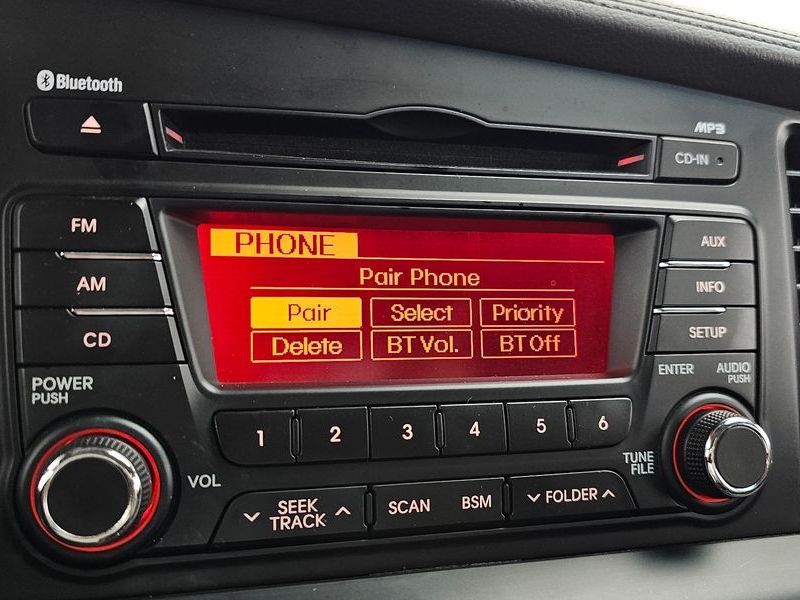 Bluetooth
MP3
CD-IN
FM
AM
CD
POWER
PUSH
VOL
PHONE
Pair Phone
Pair Select Priority
Delete BT Vol. BT Off
AUX
INFO
SETUP
ENTER AUDIO
PUSH
TUNE
FILE
1 2 3 4 5 6
SEEK
TRACK
SCAN BSM
FOLDER